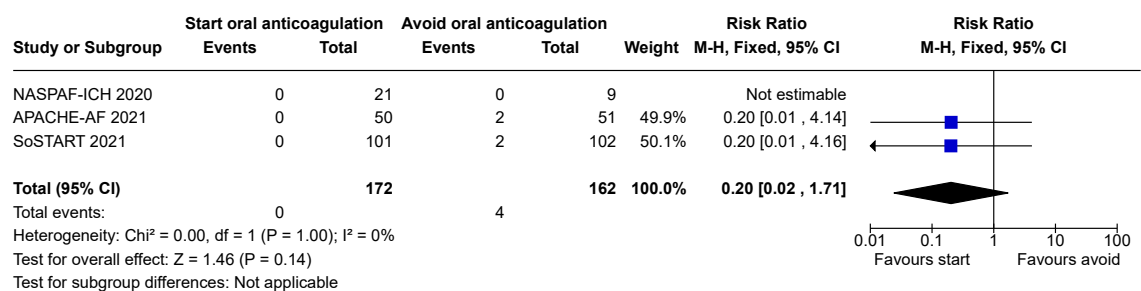 Start oral anticoagulation Avoid oral anticoagulation Risk Ratio Risk Ratio
Study or Subgroup Events Total Events Total Weight M-H, Fixed, 95% CI M-H, Fixed, 95% CI
NASPAF-ICH 2020 0 21 0 9 Not estimable
APACHE-AF 2021 0 50 2 51 49.9% 0.20 [0.01 , 4.14]
SoSTART 2021 0 101 2 102 50.1% 0.20 [0.01 , 4.16]
Total (95% CI) 172 162 100.0% 0.20 [0.02 , 1.71]
Total events: 0 4
Heterogeneity: Chi² = 0.00, df = 1 (P = 1.00); I² = 0%
Test for overall effect: Z = 1.46 (P = 0.14)
Test for subgroup differences: Not applicable
0.01 0.1 1 10 100
Favours start Favours avoid